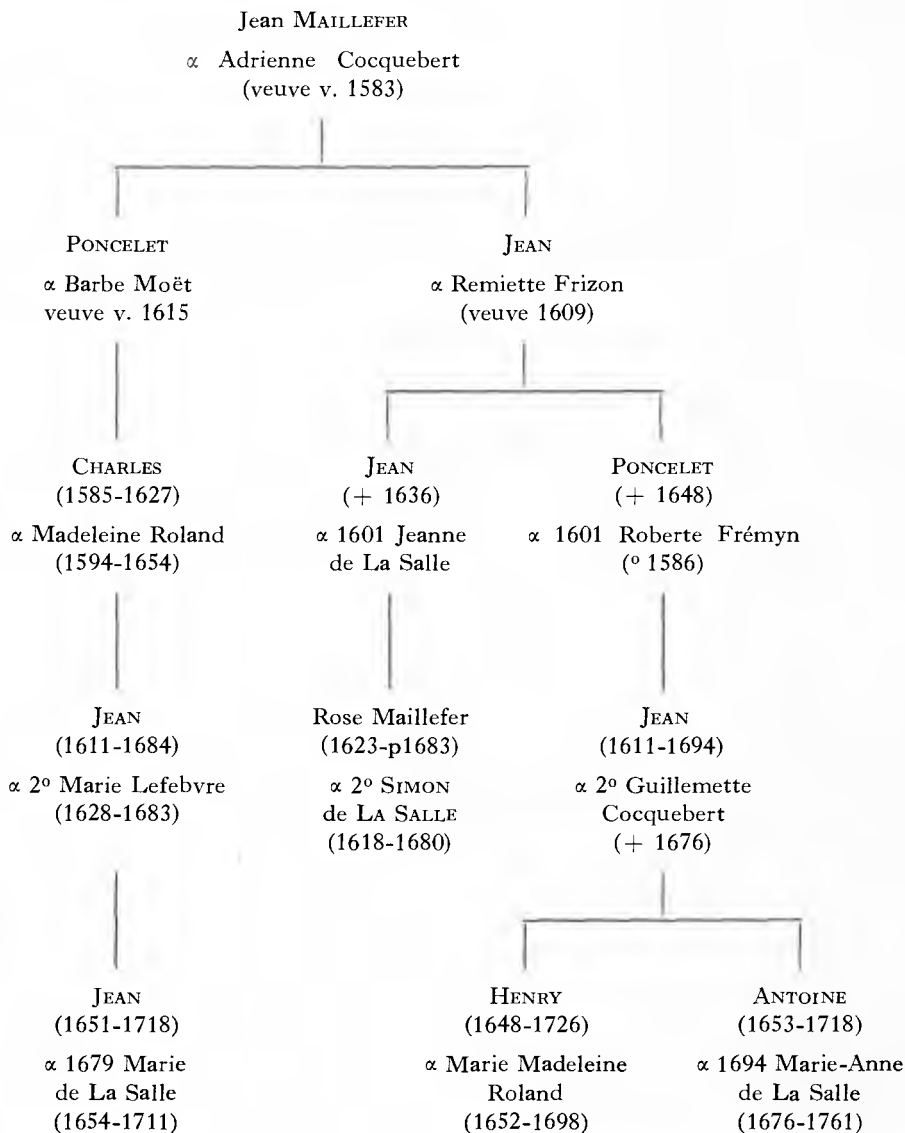 Jean MAILLEFER
α Adrienne Cocquebert
(veuve v. 1583)
PONCELET
α Barbe Moët
veuve v. 1615
JEAN
α Remiette Frizon
(veuve 1609)
CHARLES
(1585-1627)
α Madeleine Roland
(1594-1654)
JEAN
(+ 1636)
α 1601 Jeanne
de La Salle
PONCELET
(+ 1648)
α 1601 Roberte Frémyn
(º 1586)
JEAN
(1611-1684)
α 2º Marie Lefebvre
(1628-1683)
Rose Maillefer
(1623-p1683)
α 2º SIMON
de LA SALLE
(1618-1680)
JEAN
(1611-1694)
α 2º Guillemette
Cocquebert
(+ 1676)
JEAN
(1651-1718)
α 1679 Marie
de La Salle
(1654-1711)
HENRY
(1648-1726)
α Marie Madeleine
Roland
(1652-1698)
ANTOINE
(1653-1718)
α 1694 Marie-Anne
de La Salle
(1676-1761)